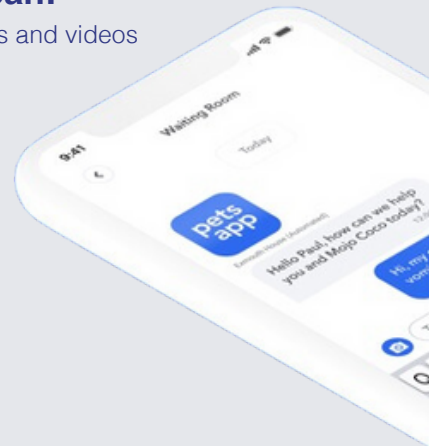 s and videos
9:41
Waiting Room
Today
pets
app
Exmouth House (Automated)
Hello Paul, how can we help
you and Mojo Coco today?
Hi, my